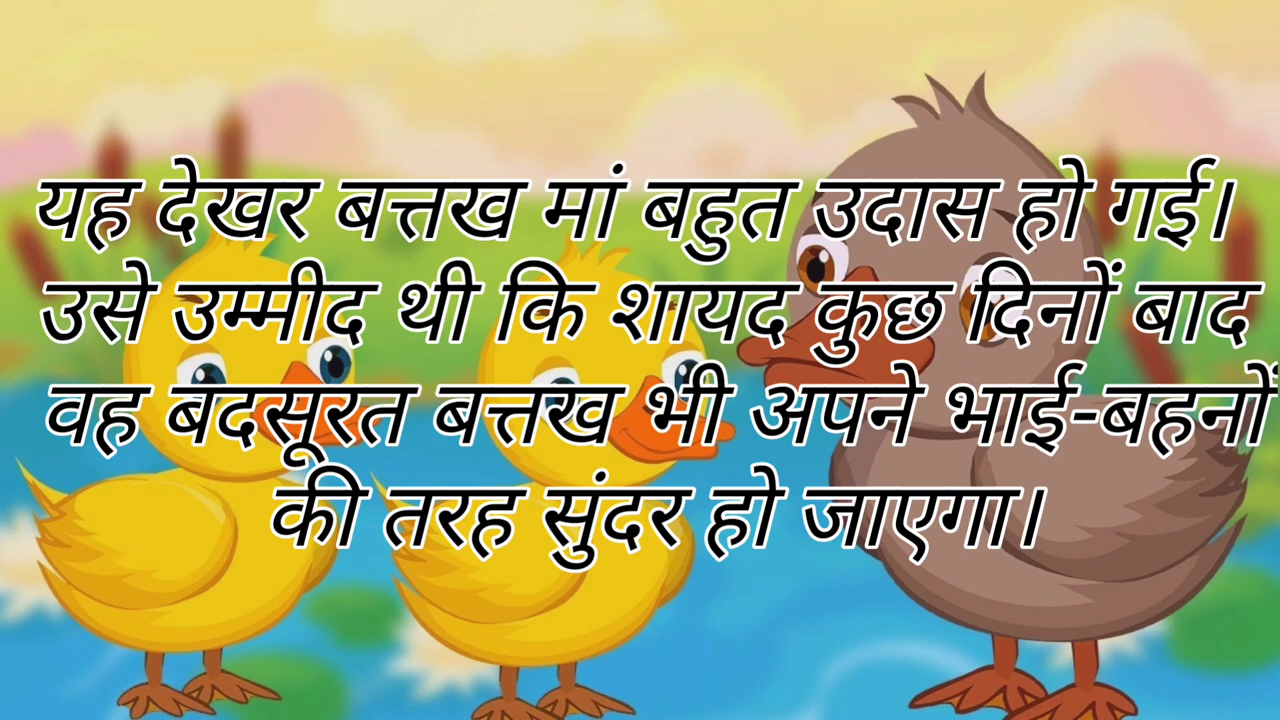 यह देखर बत्तख मां बहुत उदास हो गई।
उसे उम्मीद थी कि शायद कुछ दिनों बाद
वह बदसूरत बत्तख भी अपने भाई-बहनों
की तरह सुंदर हो जाएगा।